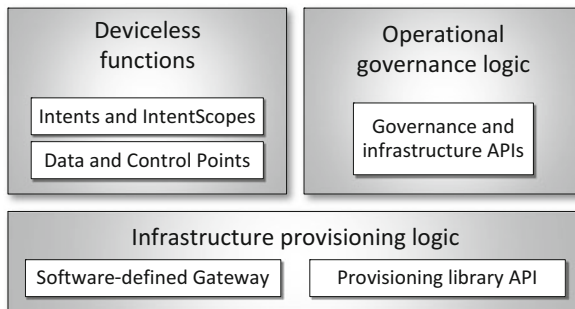 Deviceless
functions
Intents and IntentScopes
Data and Control Points
Operational
governance logic
Governance and
infrastructure APIs
Infrastructure provisioning logic
Software-defined Gateway
Provisioning library API